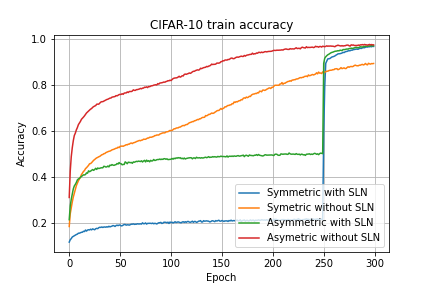 CIFAR-10 train accuracy
1.0
0.8
0.6
0.4
0.2
Accuracy
Symmetric with SLN
Symetric without SLN
Asymmetric with SLN
Asymetric without SLN
0 50 100 150 200 250 300
Epoch